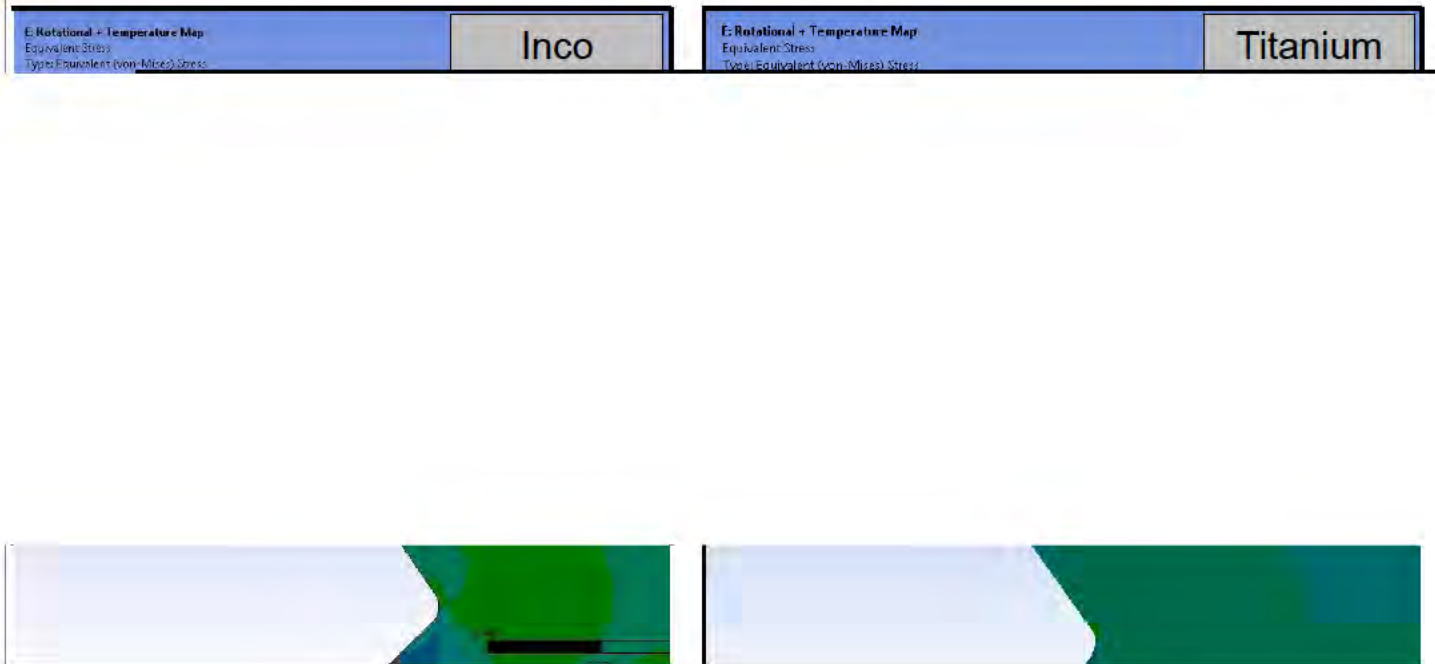 E: Rotational + Temperature Map
Equivalent Stress
Type: Equivalent (von-Mises) Stress
Inco
E: Rotational + Temperature Map
Equivalent Stress
Type: Equivalent (von-Mises) Stress
Titanium